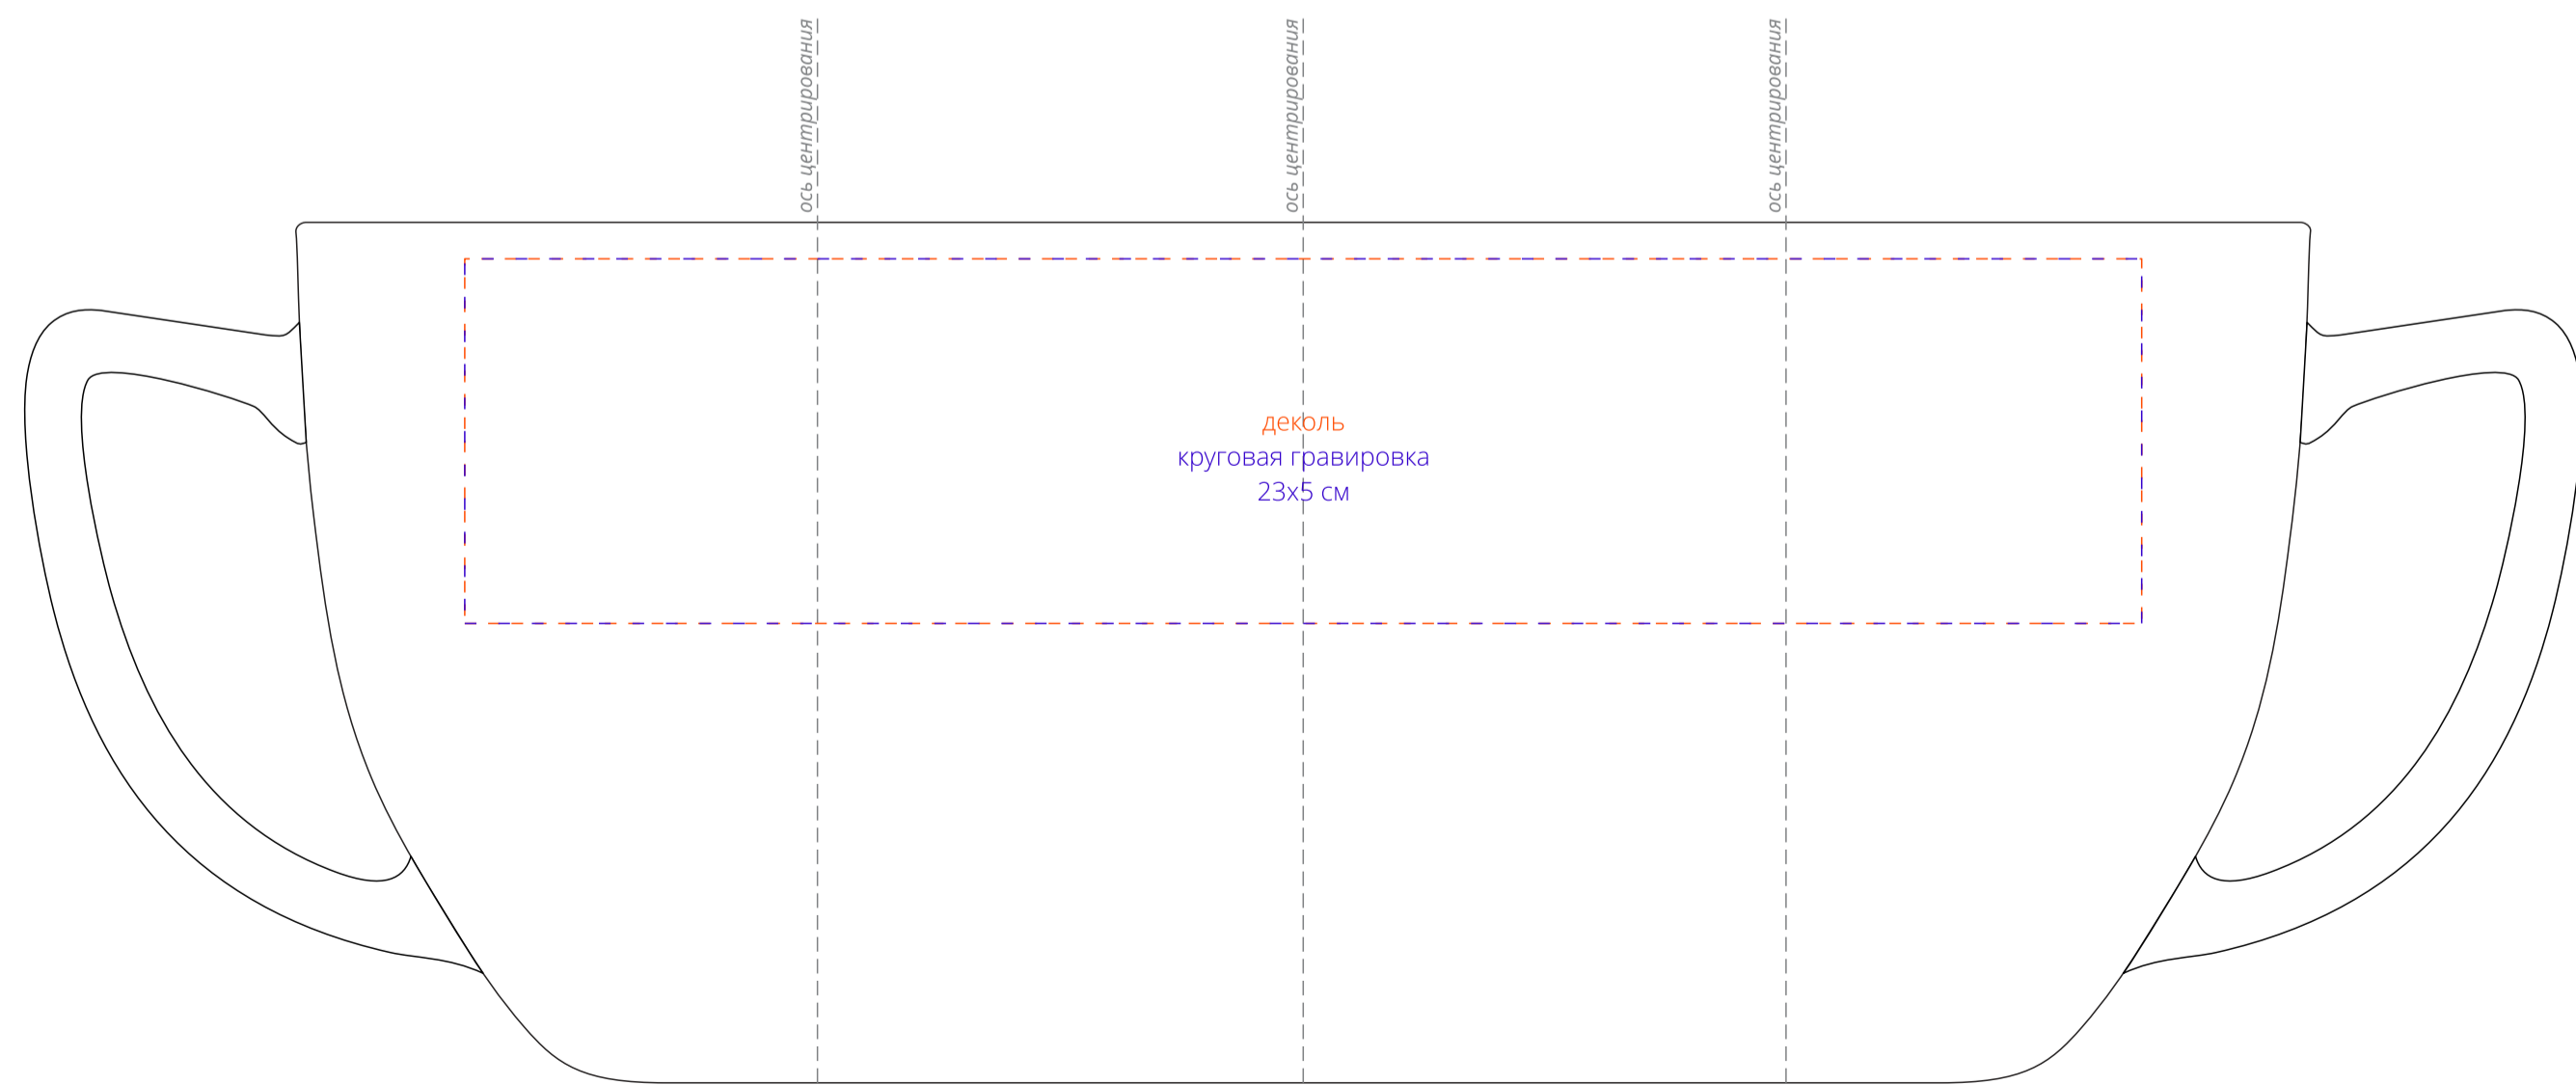 ось центрирования
ось центрирования
ось центрирования
деколь
круговая гравировка
23х5 см